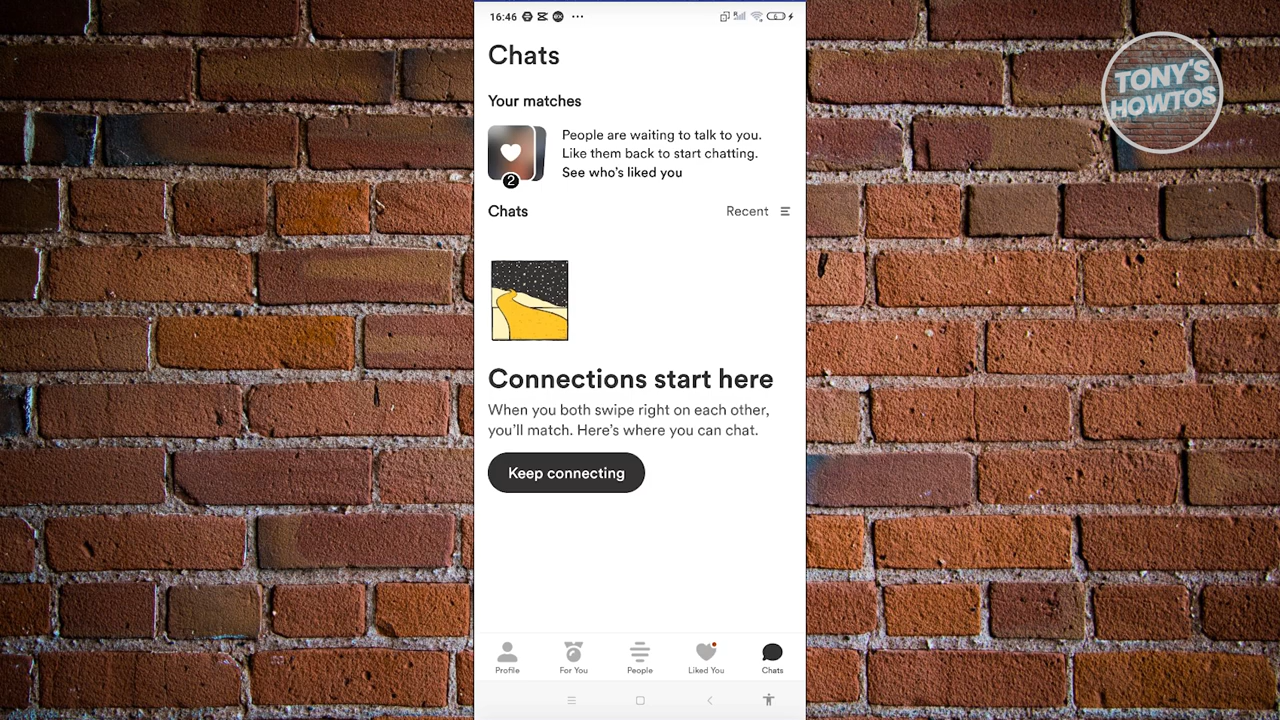 16:46
TONY'S
HOWTOS
Chats
Your matches
People are waiting to talk to you.
Like them back to start chatting.
See who's liked you
2
Chats
Recent
Connections start here
When you both swipe right on each other,
you'll match. Here's where you can chat.
Keep connecting
Profile
For You
People
Liked You
Chats